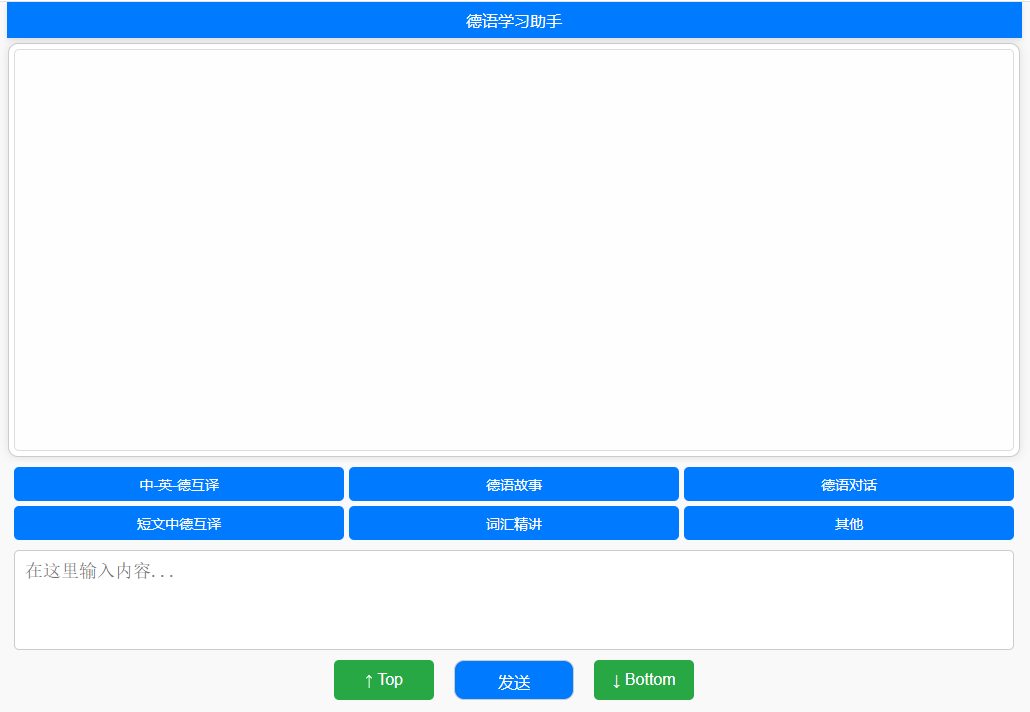 德语学习助手
中-英-德互译
德语故事
德语对话
短文中德互译
词汇精讲
其他
在这里输入内容...
↑ Top
发送
↓ Bottom